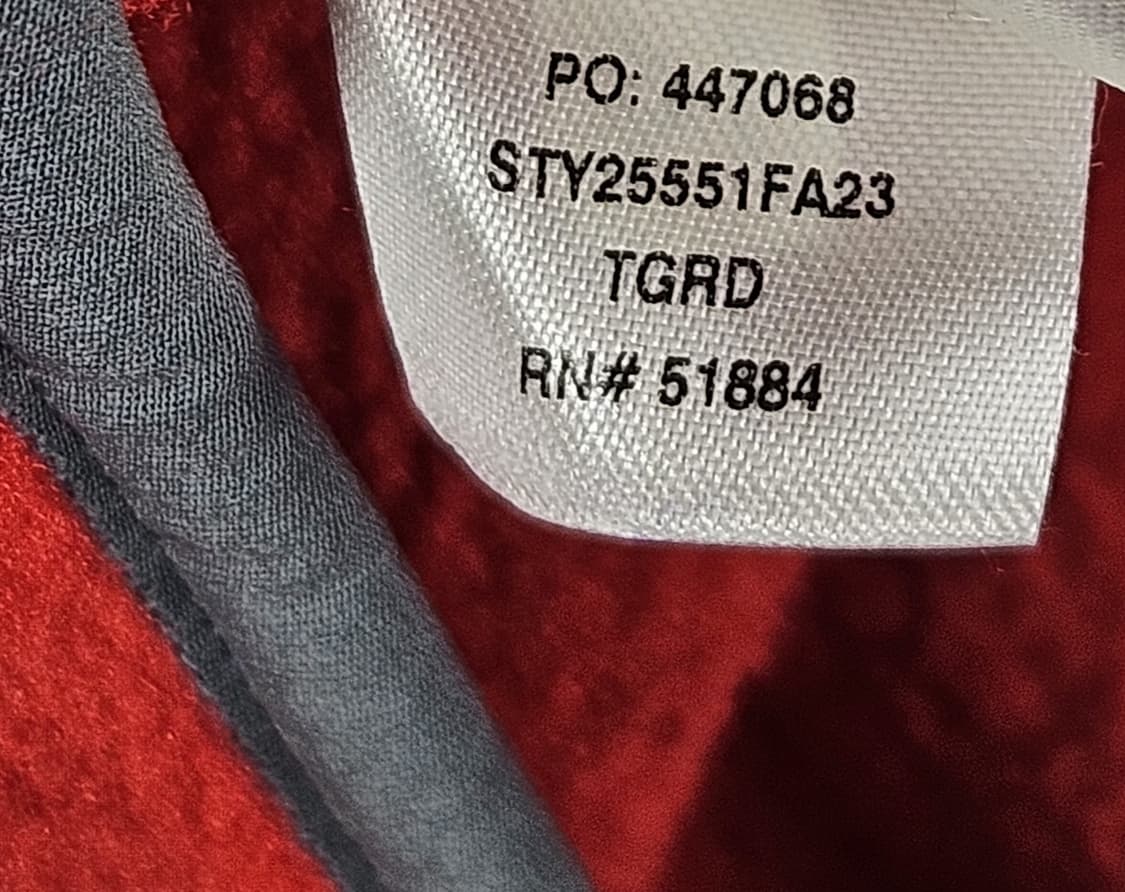 PO: 447068
STY25551FA23
TGRD
RN# 51884